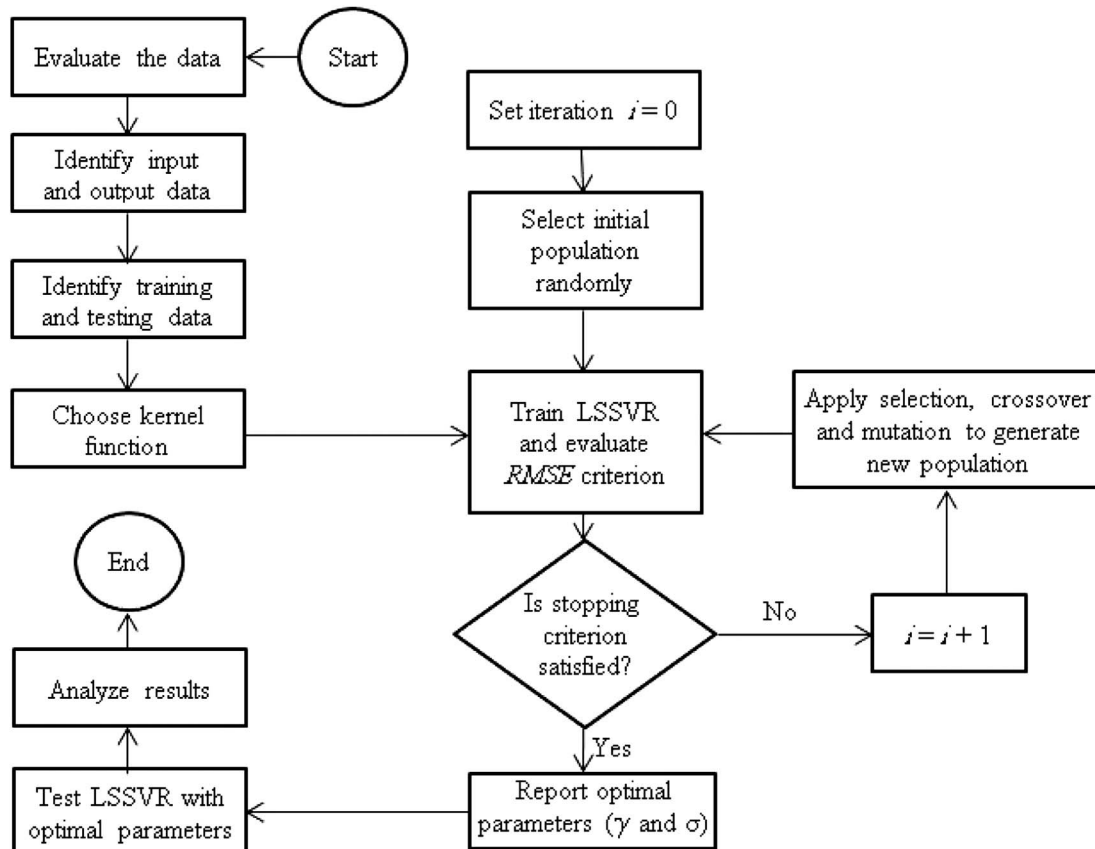 Start
Evaluate the data
Identify input
and output data
Identify training
and testing data
Choose kernel
function
Set iteration i = 0
Select initial
population
randomly
Train LSSVR
and evaluate
RMSE criterion
Apply selection, crossover
and mutation to generate
new population
Is stopping
criterion
satisfied?
No
i = i + 1
Yes
Report optimal
parameters (γ and σ)
Test LSSVR with
optimal parameters
Analyze results
End